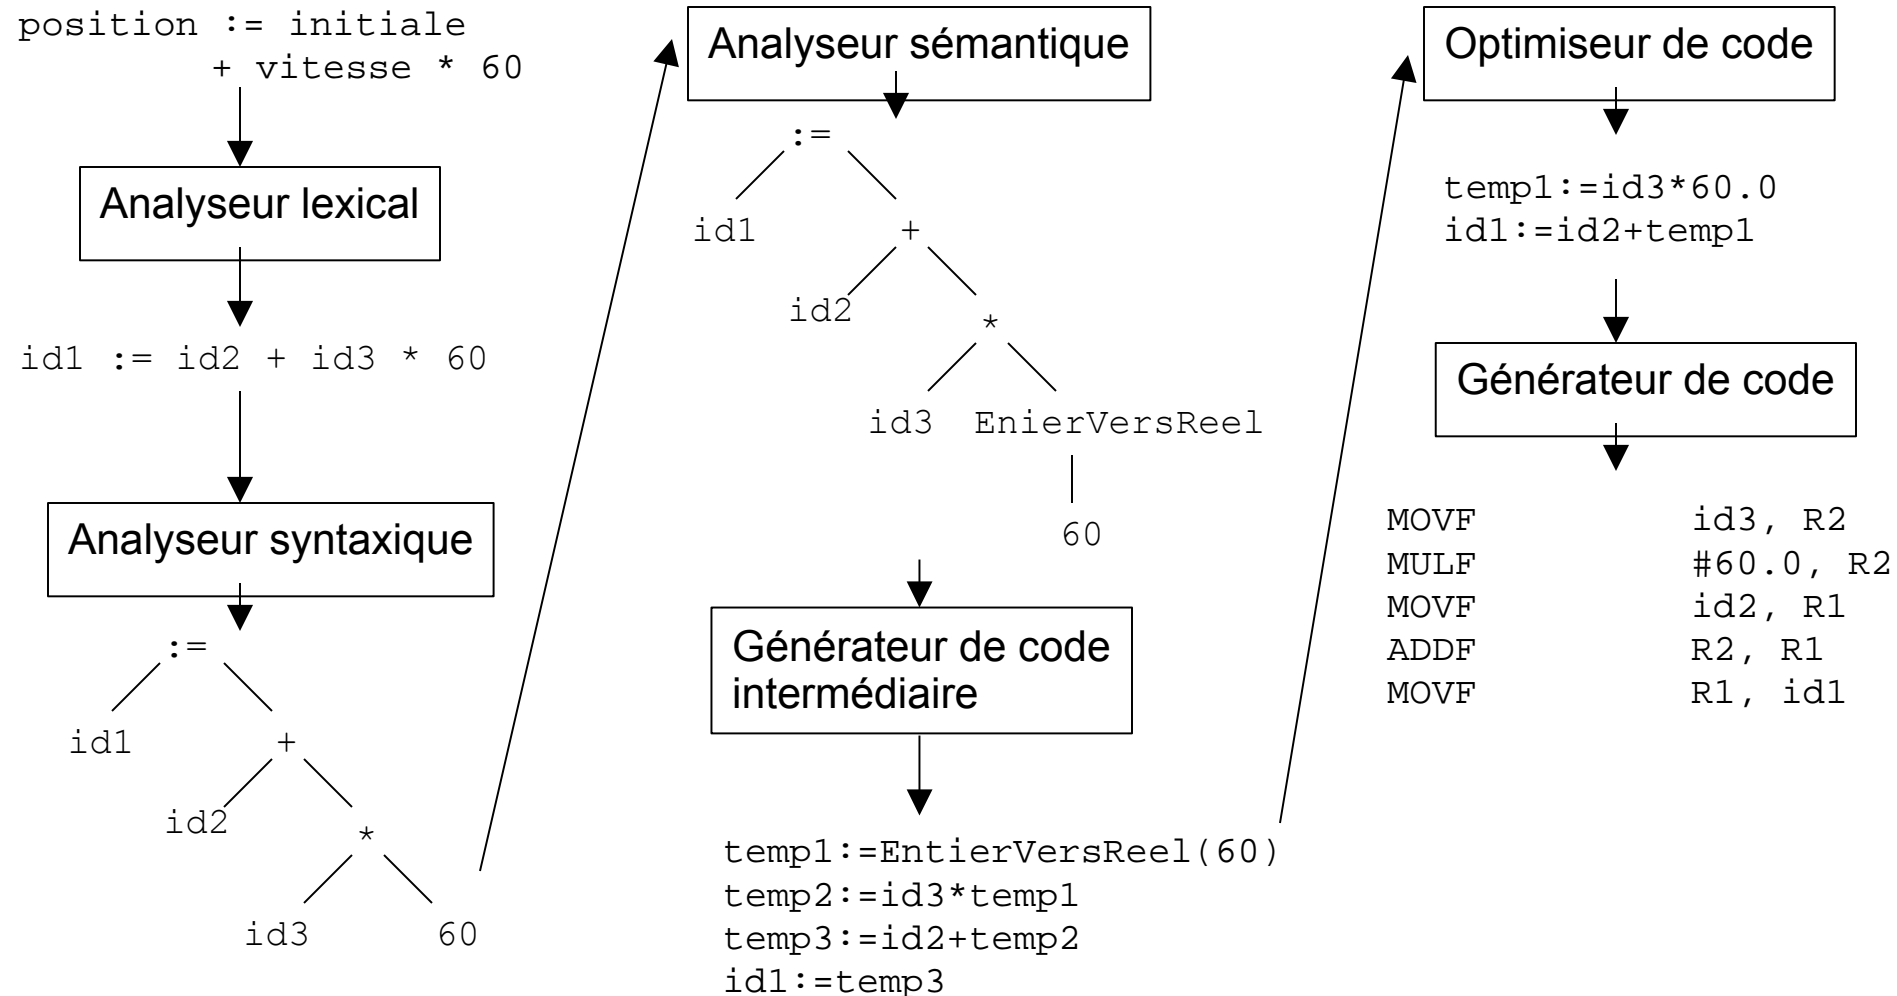 position := initiale
+ vitesse * 60
Analyseur lexical
id1 := id2 + id3 * 60
Analyseur syntaxique
:=
id1 +
id2 *
id3 60
Analyseur sémantique
:=
id1 +
id2 *
id3 EnierVersReel
60
Générateur de code
intermédiaire
temp1:=EntierVersReel(60)
temp2:=id3*temp1
temp3:=id2+temp2
id1:=temp3
Optimiseur de code
temp1:=id3*60.0
id1:=id2+temp1
Générateur de code
MOVF id3, R2
MULF #60.0, R2
MOVF id2, R1
ADDF R2, R1
MOVF R1, id1